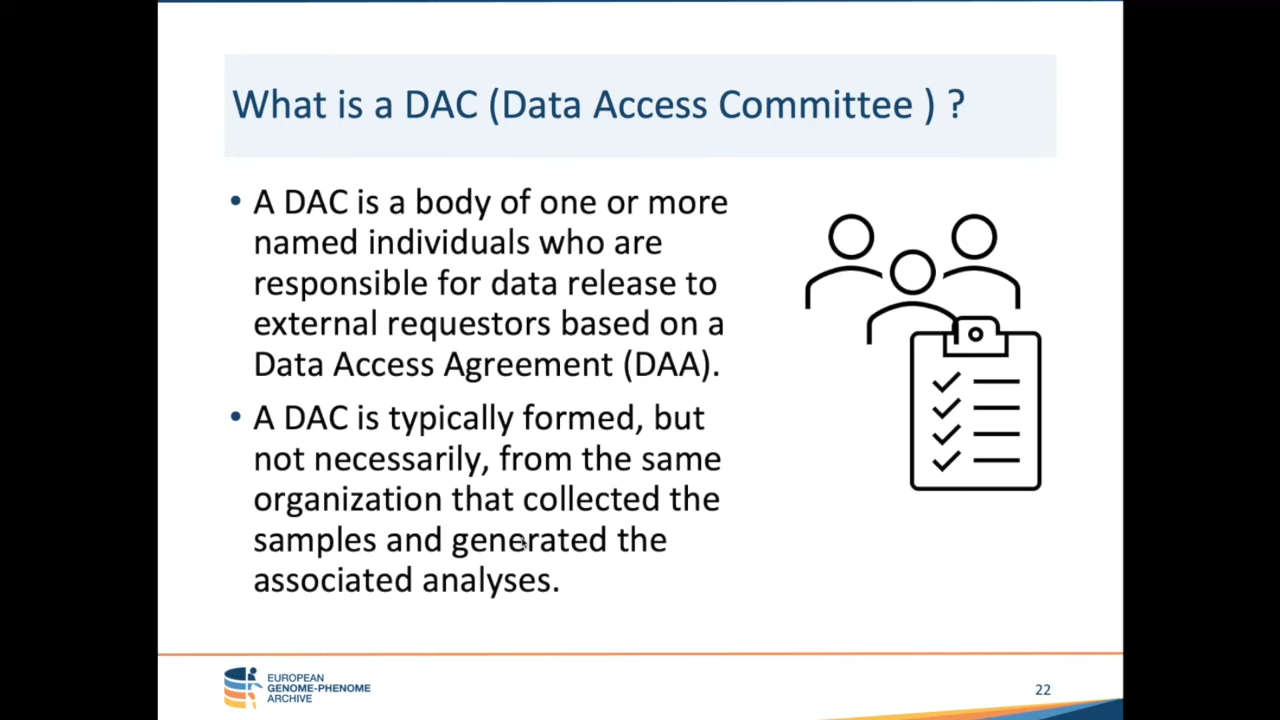 What is a DAC (Data Access Committee ) ?
• A DAC is a body of one or more
named individuals who are
responsible for data release to
external requestors based on a
Data Access Agreement (DAA).
• A DAC is typically formed, but
not necessarily, from the same
organization that collected the
samples and generated the
associated analyses.
EUROPEAN
GENOME-PHENOME
ARCHIVE
22